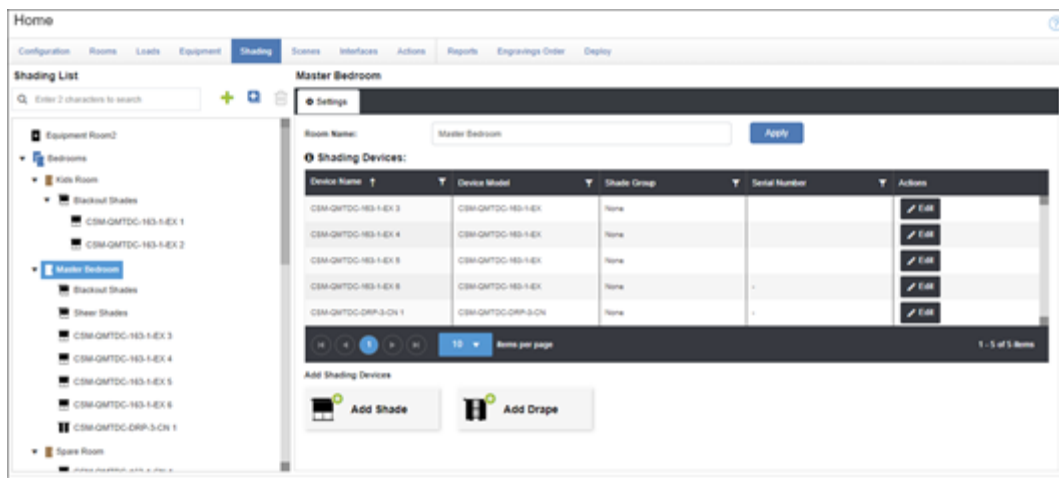 Home
Configuration Rooms Loads Equipment Shading Scenes Interfaces Actions Reports Engravings Order Deploy
Shading List
Enter 2 characters to search
Equipment Room2
Bedrooms
Kids Room
Blackout Shades
CSM-QMTDC-163-1-EX 1
CSM-QMTDC-163-1-EX 2
Master Bedroom
Blackout Shades
Sheer Shades
CSM-QMTDC-163-1-EX 3
CSM-QMTDC-163-1-EX 4
CSM-QMTDC-163-1-EX 5
CSM-QMTDC-163-1-EX 6
CSM-QMTDC-DRP-3-CN 1
Spare Room
Master Bedroom
Settings
Room Name: Master Bedroom Apply
Shading Devices:
Device Name Device Model Shade Group Serial Number Actions
CSM-QMTDC-163-1-EX 3 CSM-QMTDC-163-1-EX None Edit
CSM-QMTDC-163-1-EX 4 CSM-QMTDC-163-1-EX None Edit
CSM-QMTDC-163-1-EX 5 CSM-QMTDC-163-1-EX None Edit
CSM-QMTDC-163-1-EX 6 CSM-QMTDC-163-1-EX None - Edit
CSM-QMTDC-DRP-3-CN 1 CSM-QMTDC-DRP-3-CN None - Edit
1 10 items per page 1 - 5 of 5 items
Add Shading Devices
Add Shade Add Drape